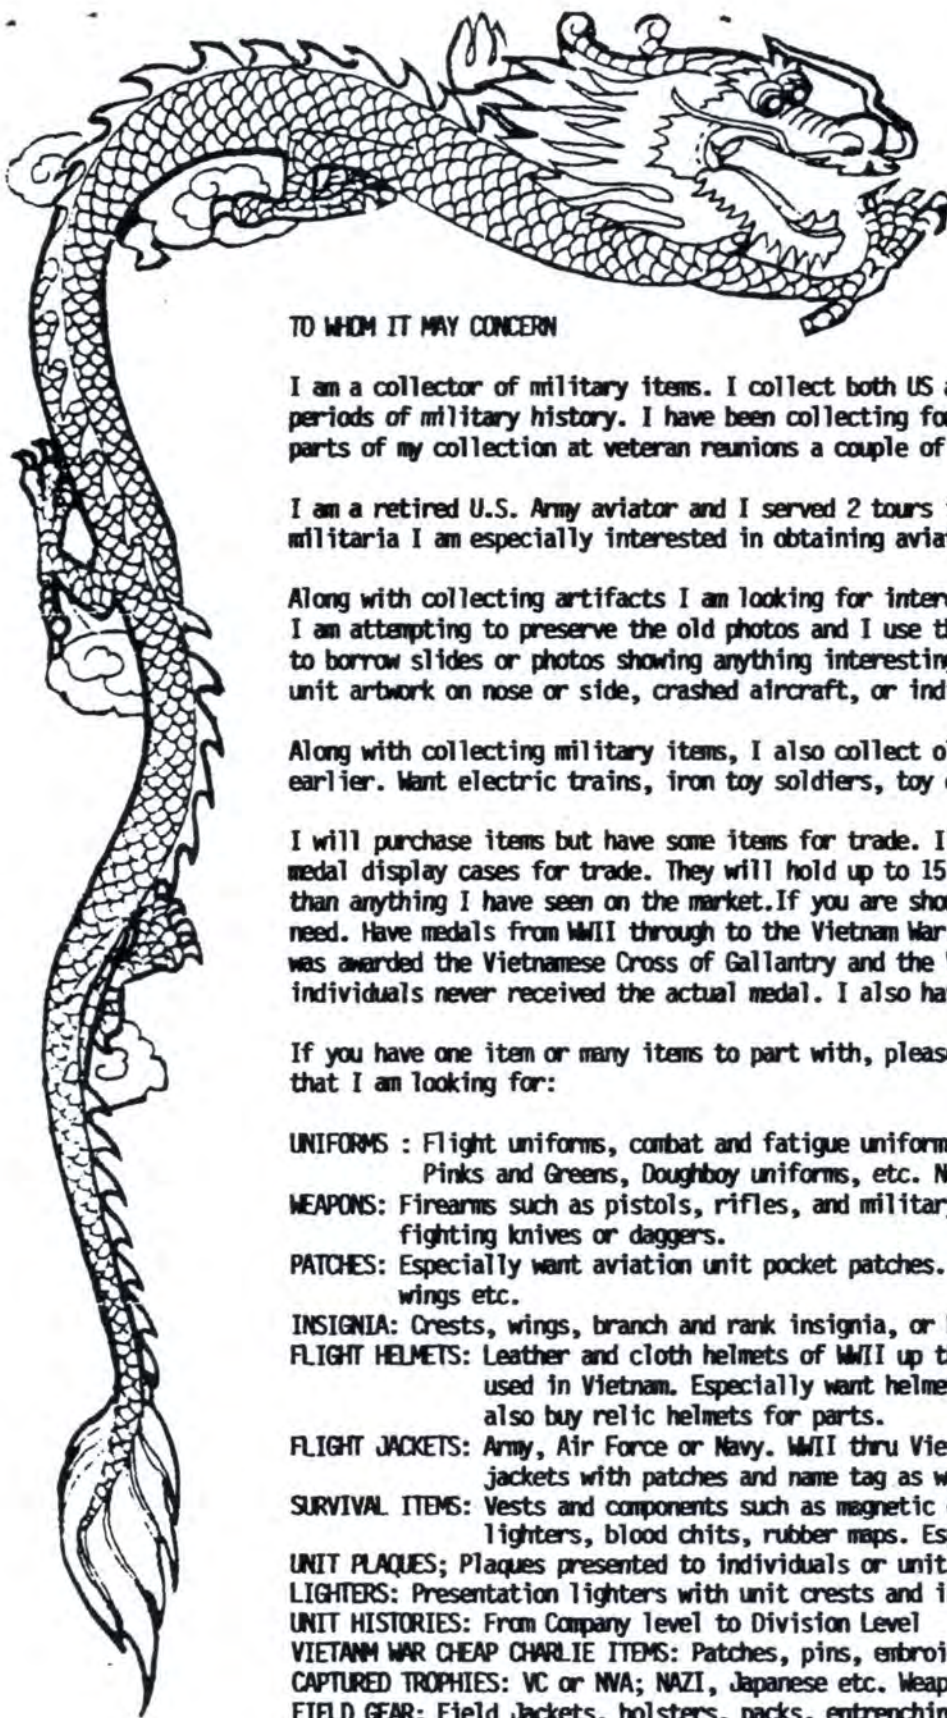 TO WHOM IT MAY CONCERN
I am a collector of military items. I collect both US a
periods of military history. I have been collecting fo
parts of my collection at veteran reunions a couple of
I am a retired U.S. Army aviator and I served 2 tours
militaria I am especially interested in obtaining avia
Along with collecting artifacts I am looking for inter
I am attempting to preserve the old photos and I use th
to borrow slides or photos showing anything interesting
unit artwork on nose or side, crashed aircraft, or ind
Along with collecting military items, I also collect ol
earlier. Want electric trains, iron toy soldiers, toy
I will purchase items but have some items for trade. I
medal display cases for trade. They will hold up to 15
than anything I have seen on the market.If you are sho
need. Have medals from WWII through to the Vietnam War
was awarded the Vietnamese Cross of Gallantry and the
individuals never received the actual medal. I also ha
If you have one item or many items to part with, pleas
that I am looking for:
UNIFORMS : Flight uniforms, combat and fatigue uniform
Pinks and Greens, Doughboy uniforms, etc. N
WEAPONS: Firearms such as pistols, rifles, and military
fighting knives or daggers.
PATCHES: Especially want aviation unit pocket patches.
wings etc.
INSIGNIA: Crests, wings, branch and rank insignia, or
FLIGHT HELMETS: Leather and cloth helmets of WWII up t
used in Vietnam. Especially want helme
also buy relic helmets for parts.
FLIGHT JACKETS: Army, Air Force or Navy. WWII thru Vie
jackets with patches and name tag as w
SURVIVAL ITEMS: Vests and components such as magnetic
lighters, blood chits, rubber maps. Es
UNIT PLAQUES; Plaques presented to individuals or unit
LIGHTERS: Presentation lighters with unit crests and i
UNIT HISTORIES: From Company level to Division Level
VIETANM WAR CHEAP CHARLIE ITEMS: Patches, pins, embroi
CAPTURED TROPHIES: VC or NVA; NAZI, Japanese etc. Weap
FIELD GEAR: Field Jackets, holsters, packs, entrenchin